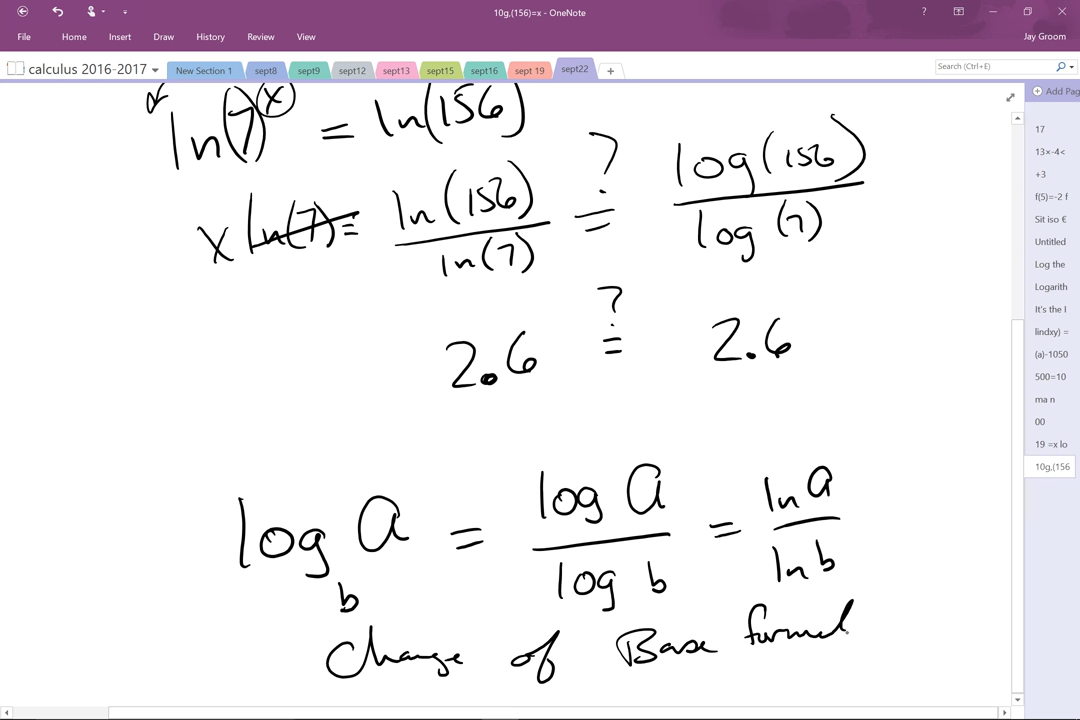 10g,(156)=x - OneNote
?
File Home Insert Draw History Review View
Jay Groom
calculus 2016-2017
New Section 1 sept8 sept9 sept12 sept13 sept15 sept16 sept 19 sept22 +
Search (Ctrl+E)
Add Pag
17
13×-4<
+3
f(5)=-2 f
Sit iso €
Untitled
Log the
Logarith
It's the I
lindxy) =
(a)-1050
500=10
ma n
00
19 =x lo
10g,(156
ln(7)^(x) = ln(156)
x ln(7) = ln(156) / ln(7) ≟ log(156) / log(7)
2.6 ≟ 2.6
log_b a = log a / log b = ln a / ln b
Change of Base formul